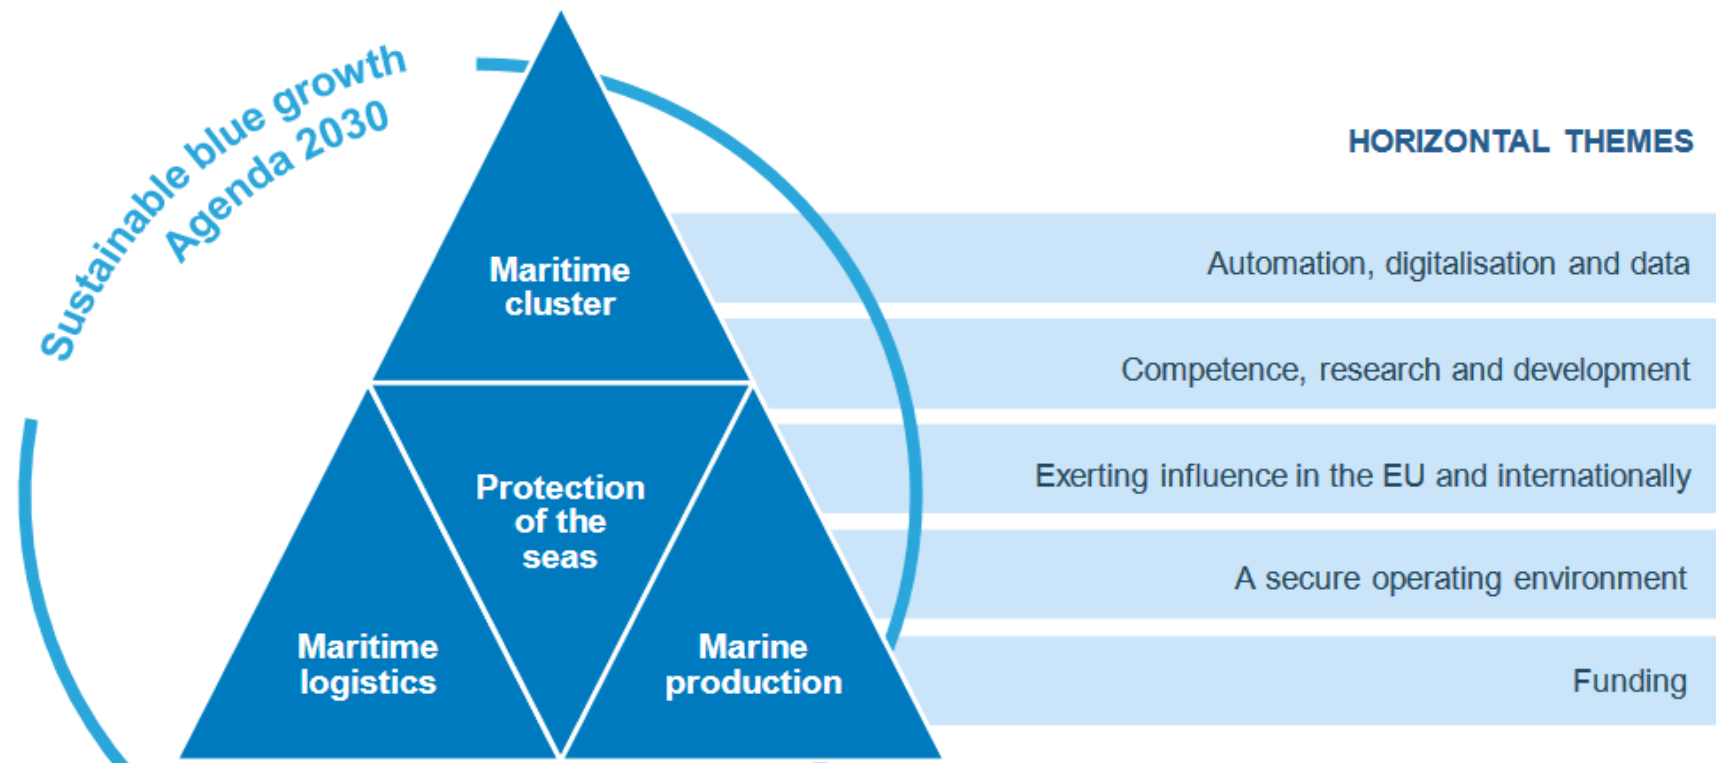 Sustainable blue growth
Agenda 2030
HORIZONTAL THEMES
Maritime
cluster
Protection
of the
seas
Maritime
logistics
Marine
production
Automation, digitalisation and data
Competence, research and development
Exerting influence in the EU and internationally
A secure operating environment
Funding